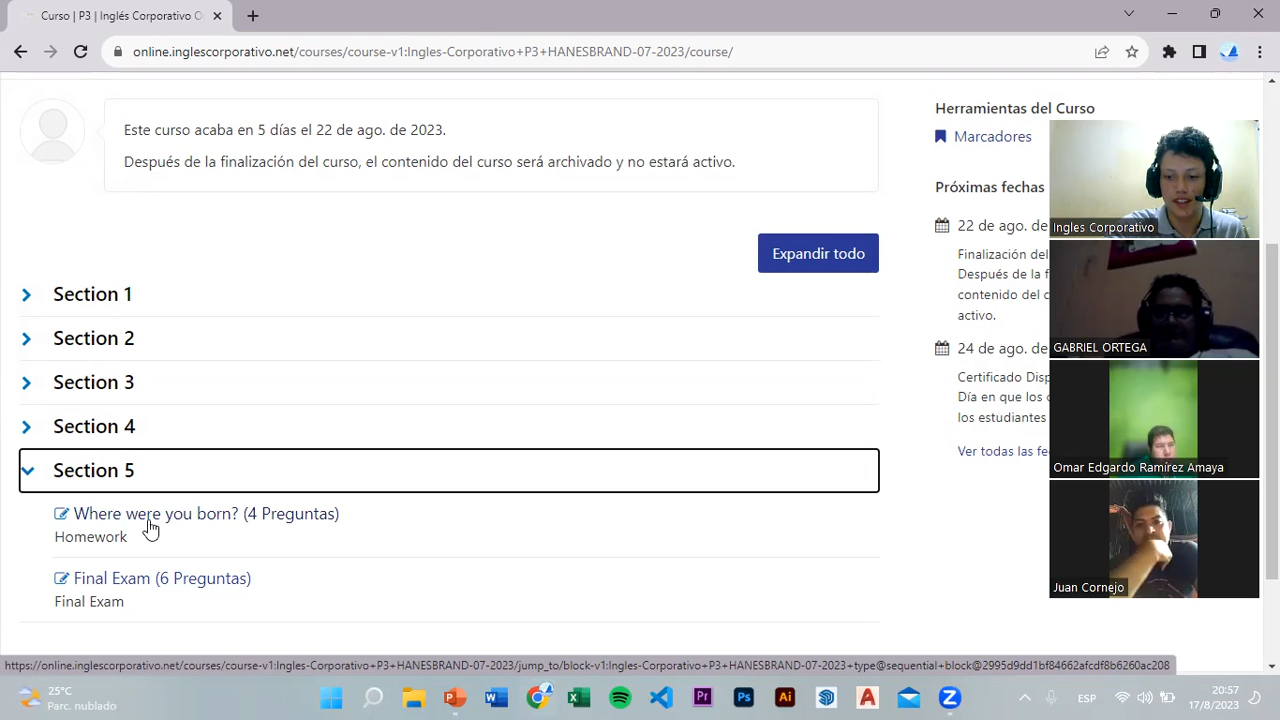 Curso | P3 | Inglés Corporativo
online.inglescorporativo.net/courses/course-v1:Ingles-Corporativo+P3+HANESBRAND-07-2023/course/
Este curso acaba en 5 días el 22 de ago. de 2023.
Después de la finalización del curso, el contenido del curso será archivado y no estará activo.
Expandir todo
Section 1
Section 2
Section 3
Section 4
Section 5
Where were you born? (4 Preguntas)
Homework
Final Exam (6 Preguntas)
Final Exam
Herramientas del Curso
Marcadores
Próximas fechas
22 de ago. de
Finalización del
Después de la f
contenido del c
activo.
24 de ago. de
Certificado Disp
Día en que los c
los estudiantes
Ver todas las fe
Ingles Corporativo
GABRIEL ORTEGA
Omar Edgardo Ramírez Amaya
Juan Cornejo
https://online.inglescorporativo.net/courses/course-v1:Ingles-Corporativo+P3+HANESBRAND-07-2023/jump_to/block-v1:Ingles-Corporativo+P3+HANESBRAND-07-2023+type@sequential+block@2995d9dd1bf84662afcdf8b6260ac208
25°C
Parc. nublado
ESP
20:57
17/8/2023